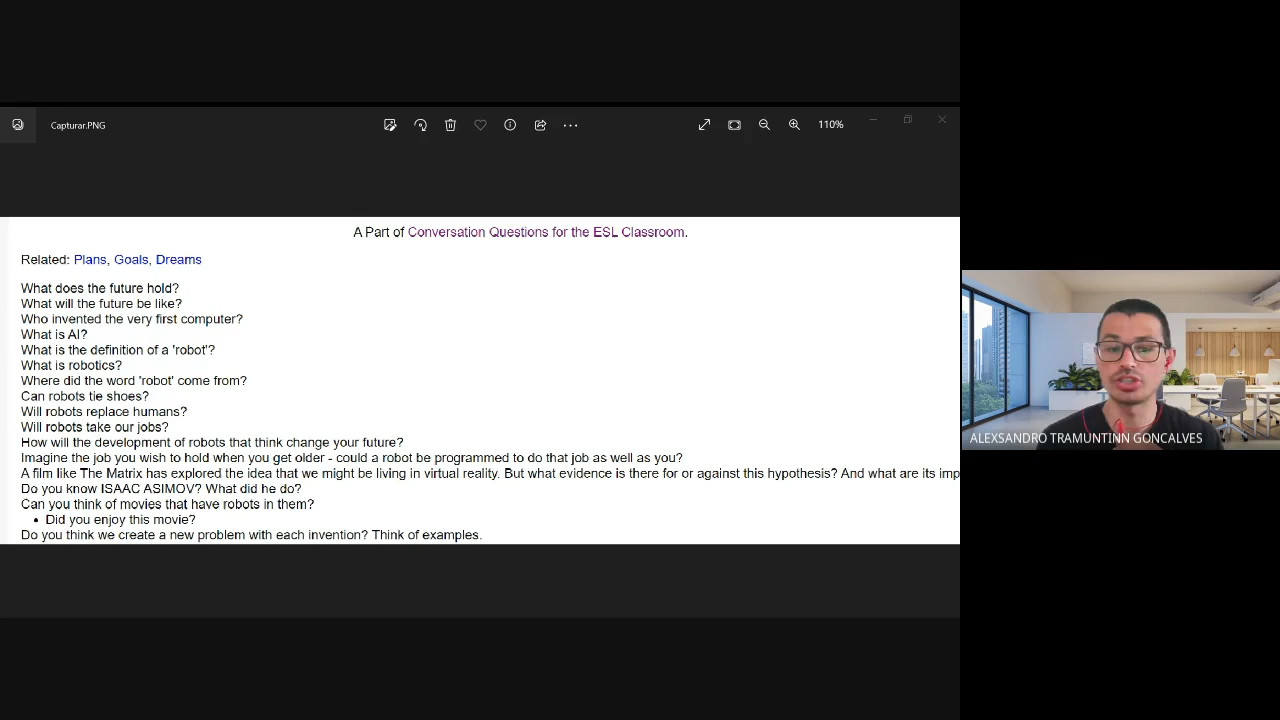 Capturar.PNG
110%
A Part of Conversation Questions for the ESL Classroom.
Related: Plans, Goals, Dreams
What does the future hold?
What will the future be like?
Who invented the very first computer?
What is AI?
What is the definition of a 'robot'?
What is robotics?
Where did the word 'robot' come from?
Can robots tie shoes?
Will robots replace humans?
Will robots take our jobs?
How will the development of robots that think change your future?
Imagine the job you wish to hold when you get older - could a robot be programmed to do that job as well as you?
A film like The Matrix has explored the idea that we might be living in virtual reality. But what evidence is there for or against this hypothesis? And what are its imp
Do you know ISAAC ASIMOV? What did he do?
Can you think of movies that have robots in them?
• Did you enjoy this movie?
Do you think we create a new problem with each invention? Think of examples.
ALEXSANDRO TRAMUNTINN GONCALVES